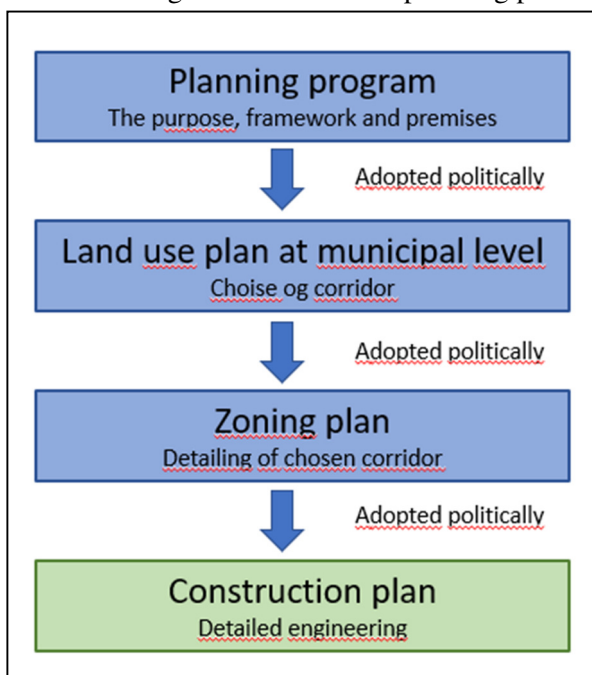 Planning program
The purpose, framework and premises
Adopted politically
Land use plan at municipal level
Choise og corridor
Adopted politically
Zoning plan
Detailing of chosen corridor
Adopted politically
Construction plan
Detailed engineering